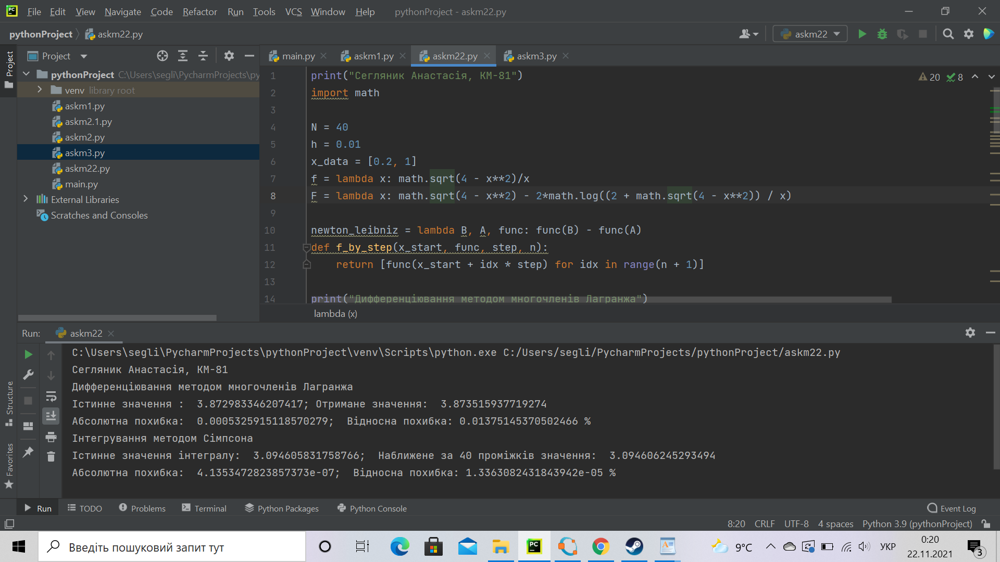 File Edit View Navigate Code Refactor Run Tools VCS Window Help pythonProject - askm22.py
pythonProject askm22.py askm22
Project
Project
main.py askm1.py askm22.py askm3.py
pythonProject C:\Users\segli\PycharmProjects\py
venv library root
askm1.py
askm2.1.py
askm2.py
askm3.py
askm22.py
main.py
External Libraries
Scratches and Consoles
20 8
1 print("Сегляник Анастасія, КМ-81")
2 import math
3
4 N = 40
5 h = 0.01
6 x_data = [0.2, 1]
7 f = lambda x: math.sqrt(4 - x**2)/x
8 F = lambda x: math.sqrt(4 - x**2) - 2*math.log((2 + math.sqrt(4 - x**2)) / x)
9
10 newton_leibniz = lambda B, A, func: func(B) - func(A)
11 def f_by_step(x_start, func, step, n):
12 return [func(x_start + idx * step) for idx in range(n + 1)]
13
14 print("Дифференціювання методом многочленів Лагранжа")
lambda (x)
Run: askm22
C:\Users\segli\PycharmProjects\pythonProject\venv\Scripts\python.exe C:/Users/segli/PycharmProjects/pythonProject/askm22.py
Сегляник Анастасія, КМ-81
Дифференціювання методом многочленів Лагранжа
Істинне значення :  3.872983346207417; Отримане значення:  3.873515937719274
Абсолютна похибка:  0.0005325915118570279;  Відносна похибка: 0.01375145370502466 %
Інтегрування методом Сімпсона
Істинне значення інтегралу:  3.094605831758766;  Наближене за 40 проміжків значення:  3.094606245293494
Абсолютна похибка:  4.1353472823857373e-07;  Відносна похибка: 1.3363082431843942e-05 %
Structure
Favorites
Run TODO Problems Terminal Python Packages Python Console Event Log
8:20 CRLF UTF-8 4 spaces Python 3.9 (pythonProject)
Введіть пошуковий запит тут
PC
9°C
УКР
0:20
22.11.2021
3